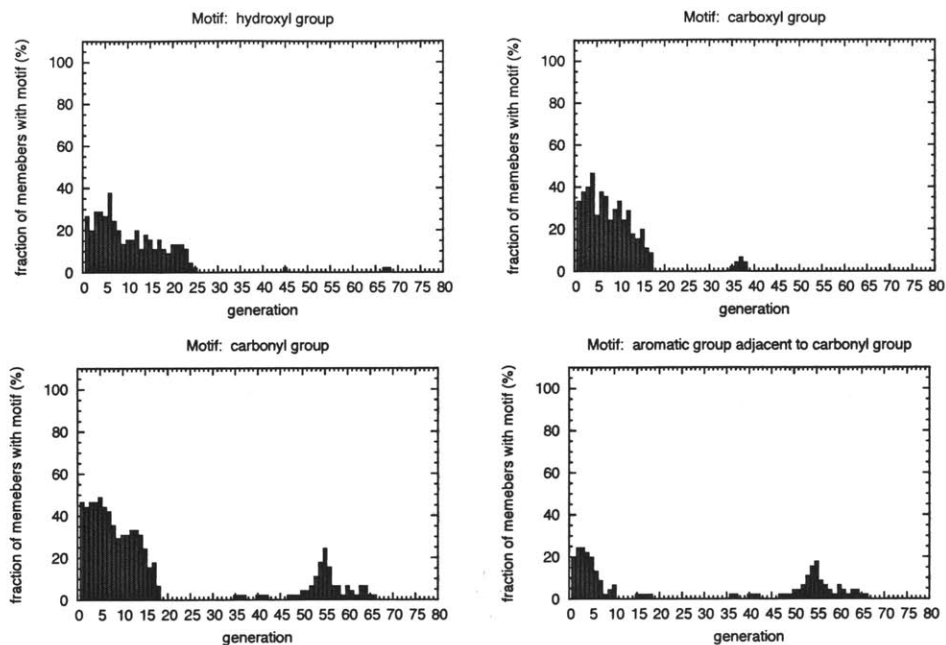 Motif: hydroxyl group
fraction of memebers with motif (%)
100
80
60
40
20
0
0 5 10 15 20 25 30 35 40 45 50 55 60 65 70 75 80
generation
Motif: carboxyl group
fraction of memebers with motif (%)
100
80
60
40
20
0
0 5 10 15 20 25 30 35 40 45 50 55 60 65 70 75 80
generation
Motif: carbonyl group
fraction of memebers with motif (%)
100
80
60
40
20
0
0 5 10 15 20 25 30 35 40 45 50 55 60 65 70 75 80
generation
Motif: aromatic group adjacent to carbonyl group
fraction of memebers with motif (%)
100
80
60
40
20
0
0 5 10 15 20 25 30 35 40 45 50 55 60 65 70 75 80
generation